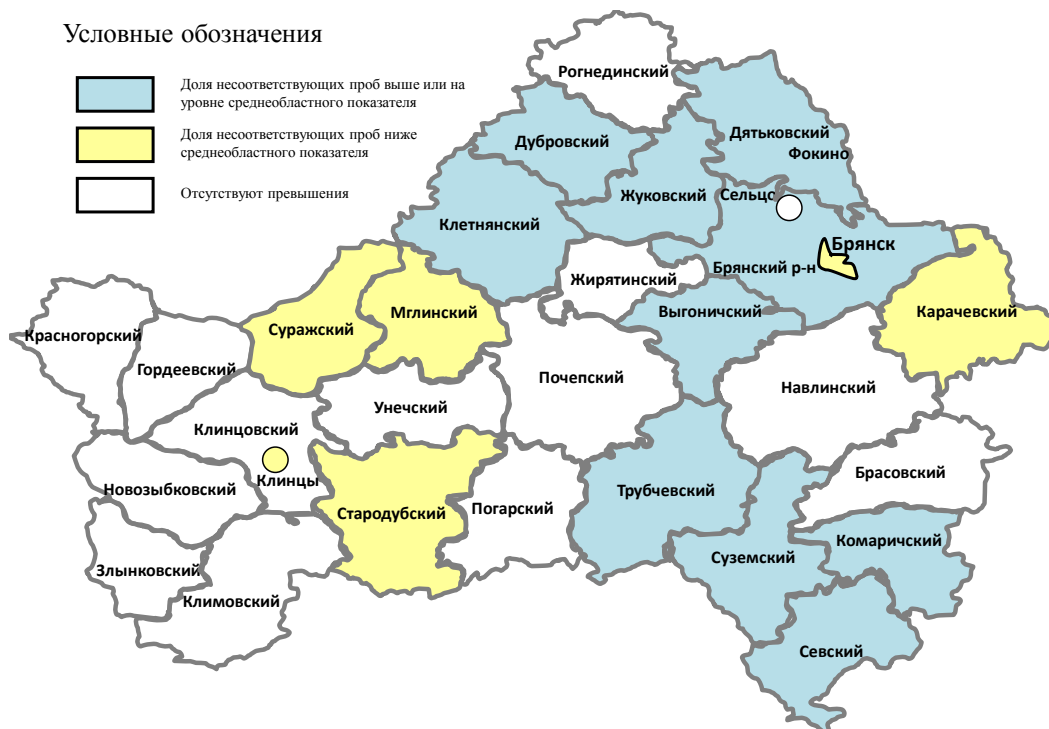 Условные обозначения
Доля несоответствующих проб выше или на
уровне среднеобластного показателя
Доля несоответствующих проб ниже
среднеобластного показателя
Отсутствуют превышения
Рогнединский
Дубровский
Дятьковский
Фокино
Жуковский
Сельцо
Клетнянский
Брянск
Брянский р-н
Жирятинский
Выгоничский
Карачевский
Мглинский
Суражский
Красногорский
Гордеевский
Почепский
Навлинский
Унечский
Клинцовский
Клинцы
Брасовский
Новозыбковский
Стародубский
Погарский
Трубчевский
Комаричский
Суземский
Злынковский
Климовский
Севский